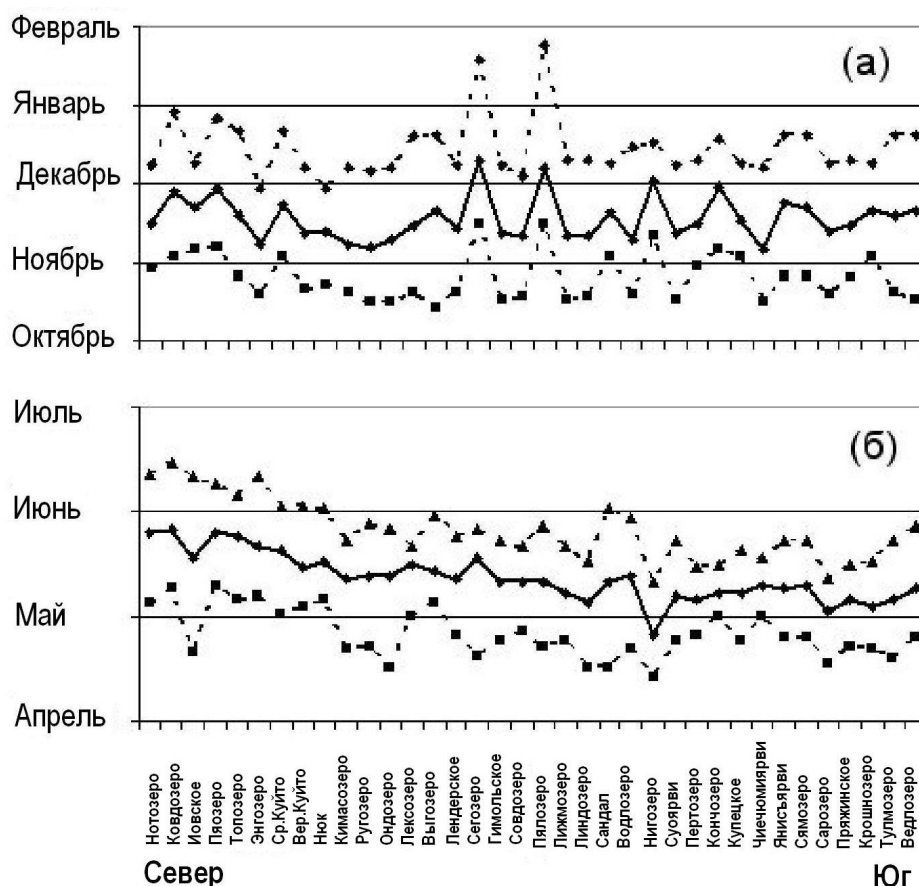 Февраль
(а)
Январь
Декабрь
Ноябрь
Октябрь
Июль
(б)
Июнь
Май
Апрель
Нотозеро
Ковдозеро
Иовское
Пяозеро
Топозеро
Энгозеро
Ср.Куйто
Вер.Куйто
Нюк
Кимасозеро
Ругозеро
Ондозеро
Лексозеро
Выгозеро
Лендерское
Сегозеро
Гимольское
Совдозеро
Пялозеро
Лижмозеро
Линдозеро
Сандал
Водлозеро
Нигозеро
Суоярви
Пертозеро
Кончозеро
Купецкое
Чиечюмиярви
Янисъярви
Сямозеро
Сарозеро
Пряжинское
Крошнозеро
Тулмозеро
Ведлозеро
Север
Юг